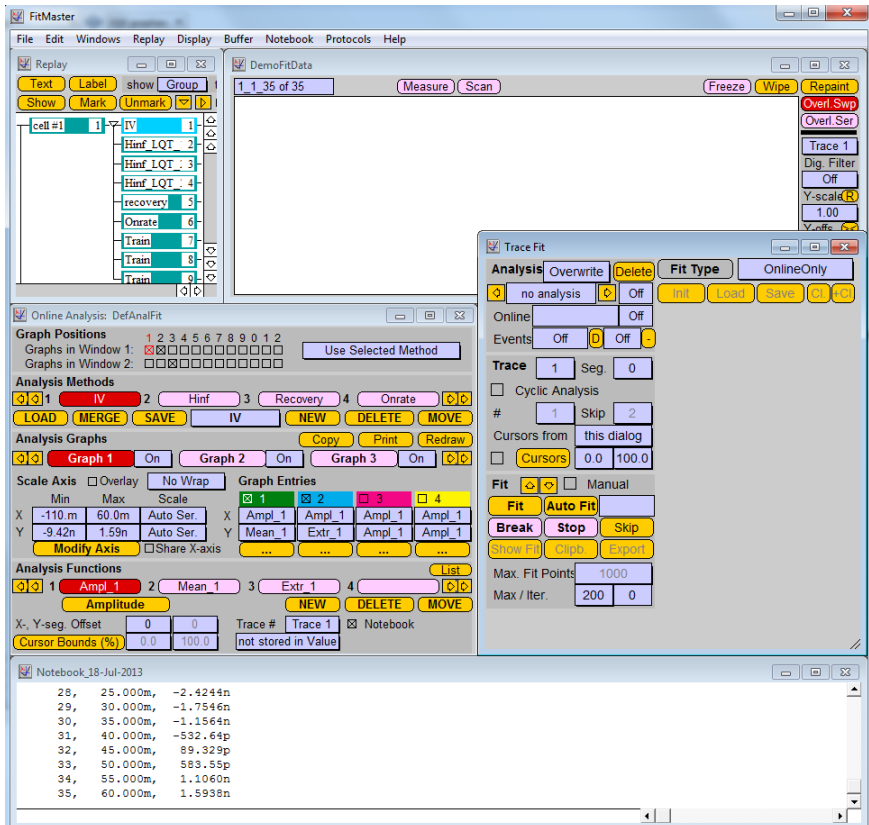 FitMaster
File Edit Windows Replay Display Buffer Notebook Protocols Help
Replay
Text Label show Group
Show Mark Unmark
cell #1 1 IV 1
Hinf_LQT_ 2
Hinf_LQT_: 3
Hinf_LQT_: 4
recovery 5
Onrate 6
Train 7
Train 8
Train 9
DemoFitData
1_1_35 of 35 Measure Scan Freeze Wipe Repaint
Overl.Swp
Overl.Ser
Trace 1
Dig. Filter
Off
Y-scale R
1.00
Y-offs.
Online Analysis: DefAnalFit
Graph Positions 1 2 3 4 5 6 7 8 9 0 1 2
Graphs in Window 1: Use Selected Method
Graphs in Window 2:
Analysis Methods
1 IV 2 Hinf 3 Recovery 4 Onrate
LOAD MERGE SAVE IV NEW DELETE MOVE
Analysis Graphs Copy Print Redraw
Graph 1 On Graph 2 On Graph 3 On
Scale Axis Overlay No Wrap Graph Entries
Min Max Scale 1 2 3 4
X -110.m 60.0m Auto Ser. X Ampl_1 Ampl_1 Ampl_1 Ampl_1
Y -9.42n 1.59n Auto Ser. Y Mean_1 Extr_1 Ampl_1 Ampl_1
Modify Axis Share X-axis ... ... ... ...
Analysis Functions List
1 Ampl_1 2 Mean_1 3 Extr_1 4
Amplitude NEW DELETE MOVE
X-, Y-seg. Offset 0 0 Trace # Trace 1 Notebook
Cursor Bounds (%) 0.0 100.0 not stored in Value
Trace Fit
Analysis Overwrite Delete Fit Type OnlineOnly
no analysis Off Init Load Save Cl. +Cl
Online Off
Events Off D Off -
Trace 1 Seg. 0
Cyclic Analysis
# 1 Skip 2
Cursors from this dialog
Cursors 0.0 100.0
Fit Manual
Fit Auto Fit
Break Stop Skip
Show Fit Clipb. Export
Max. Fit Points 1000
Max / Iter. 200 0
Notebook_18-Jul-2013
28, 25.000m, -2.4244n
29, 30.000m, -1.7546n
30, 35.000m, -1.1564n
31, 40.000m, -532.64p
32, 45.000m, 89.329p
33, 50.000m, 583.55p
34, 55.000m, 1.1060n
35, 60.000m, 1.5938n